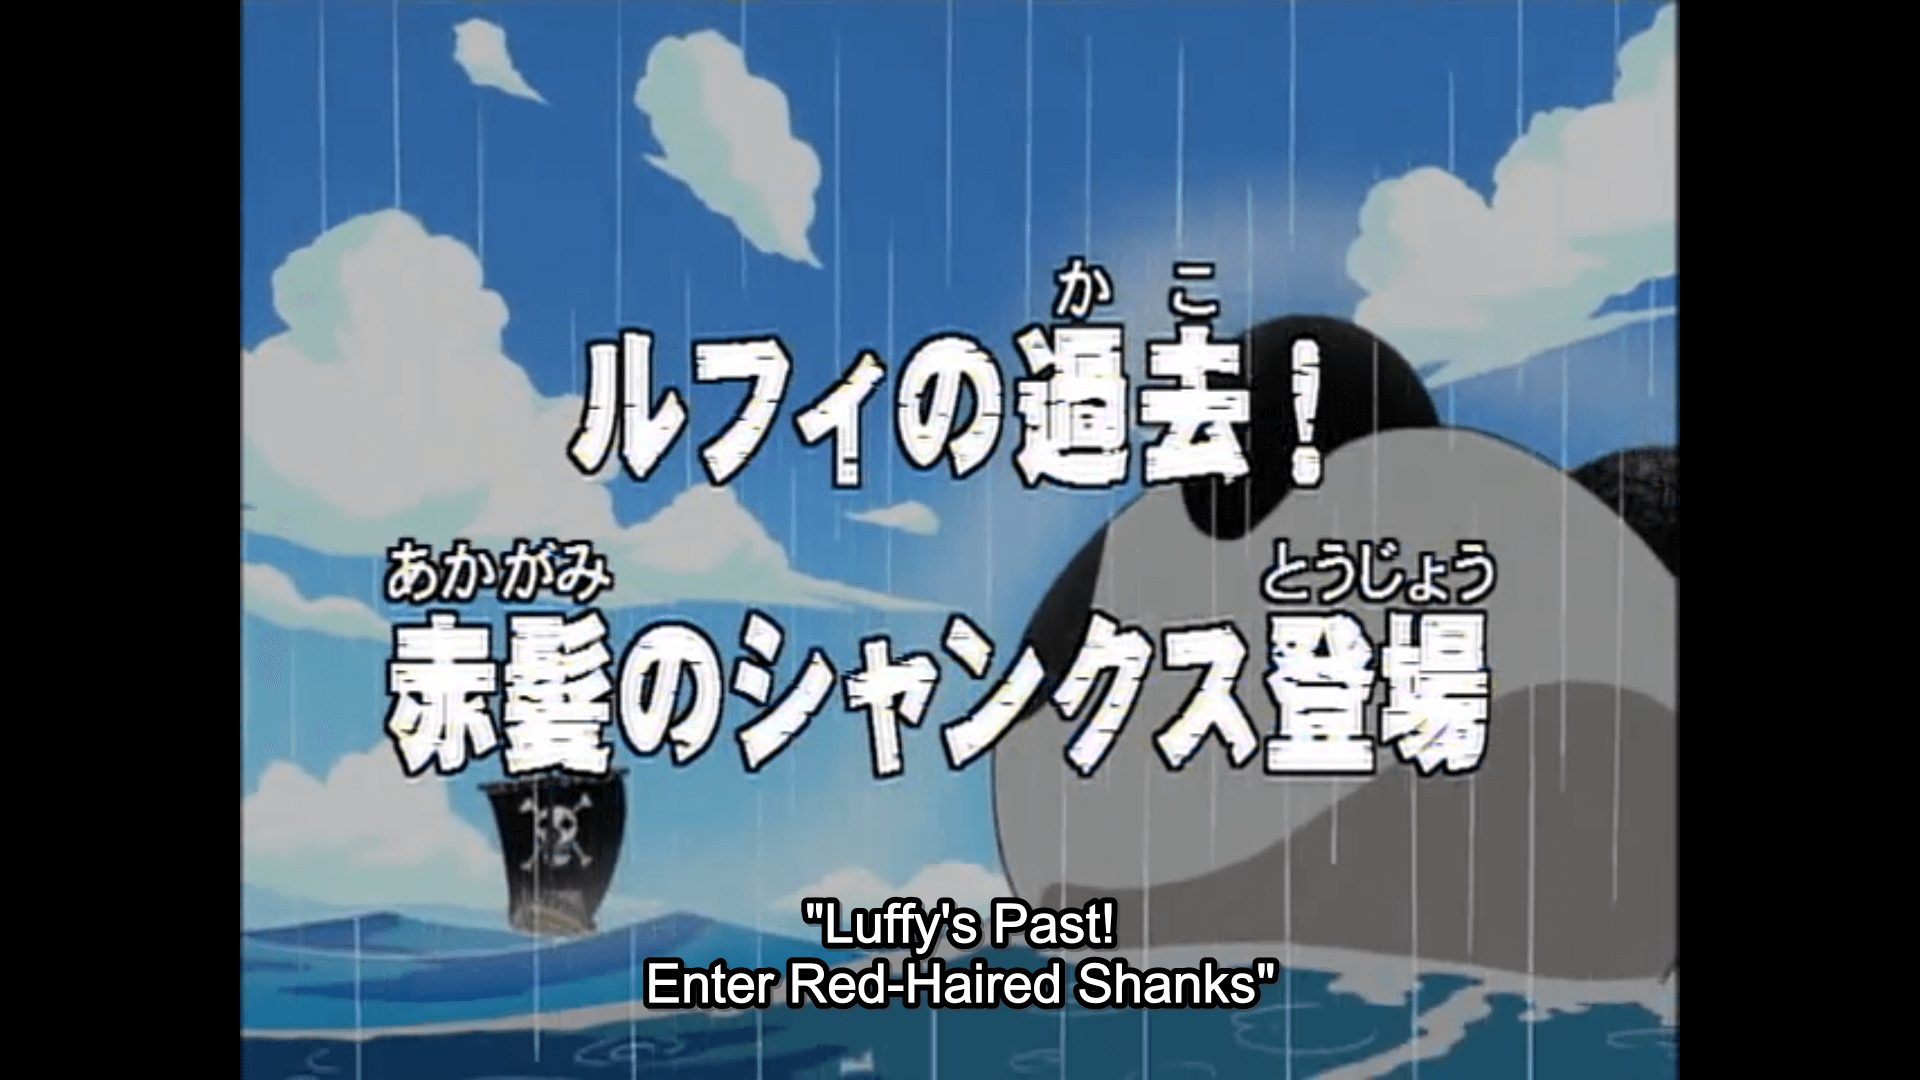 かこ
ルフィの過去!
あかがみ とうじょう
赤髪のシャンクス登場
"Luffy's Past!
Enter Red-Haired Shanks"